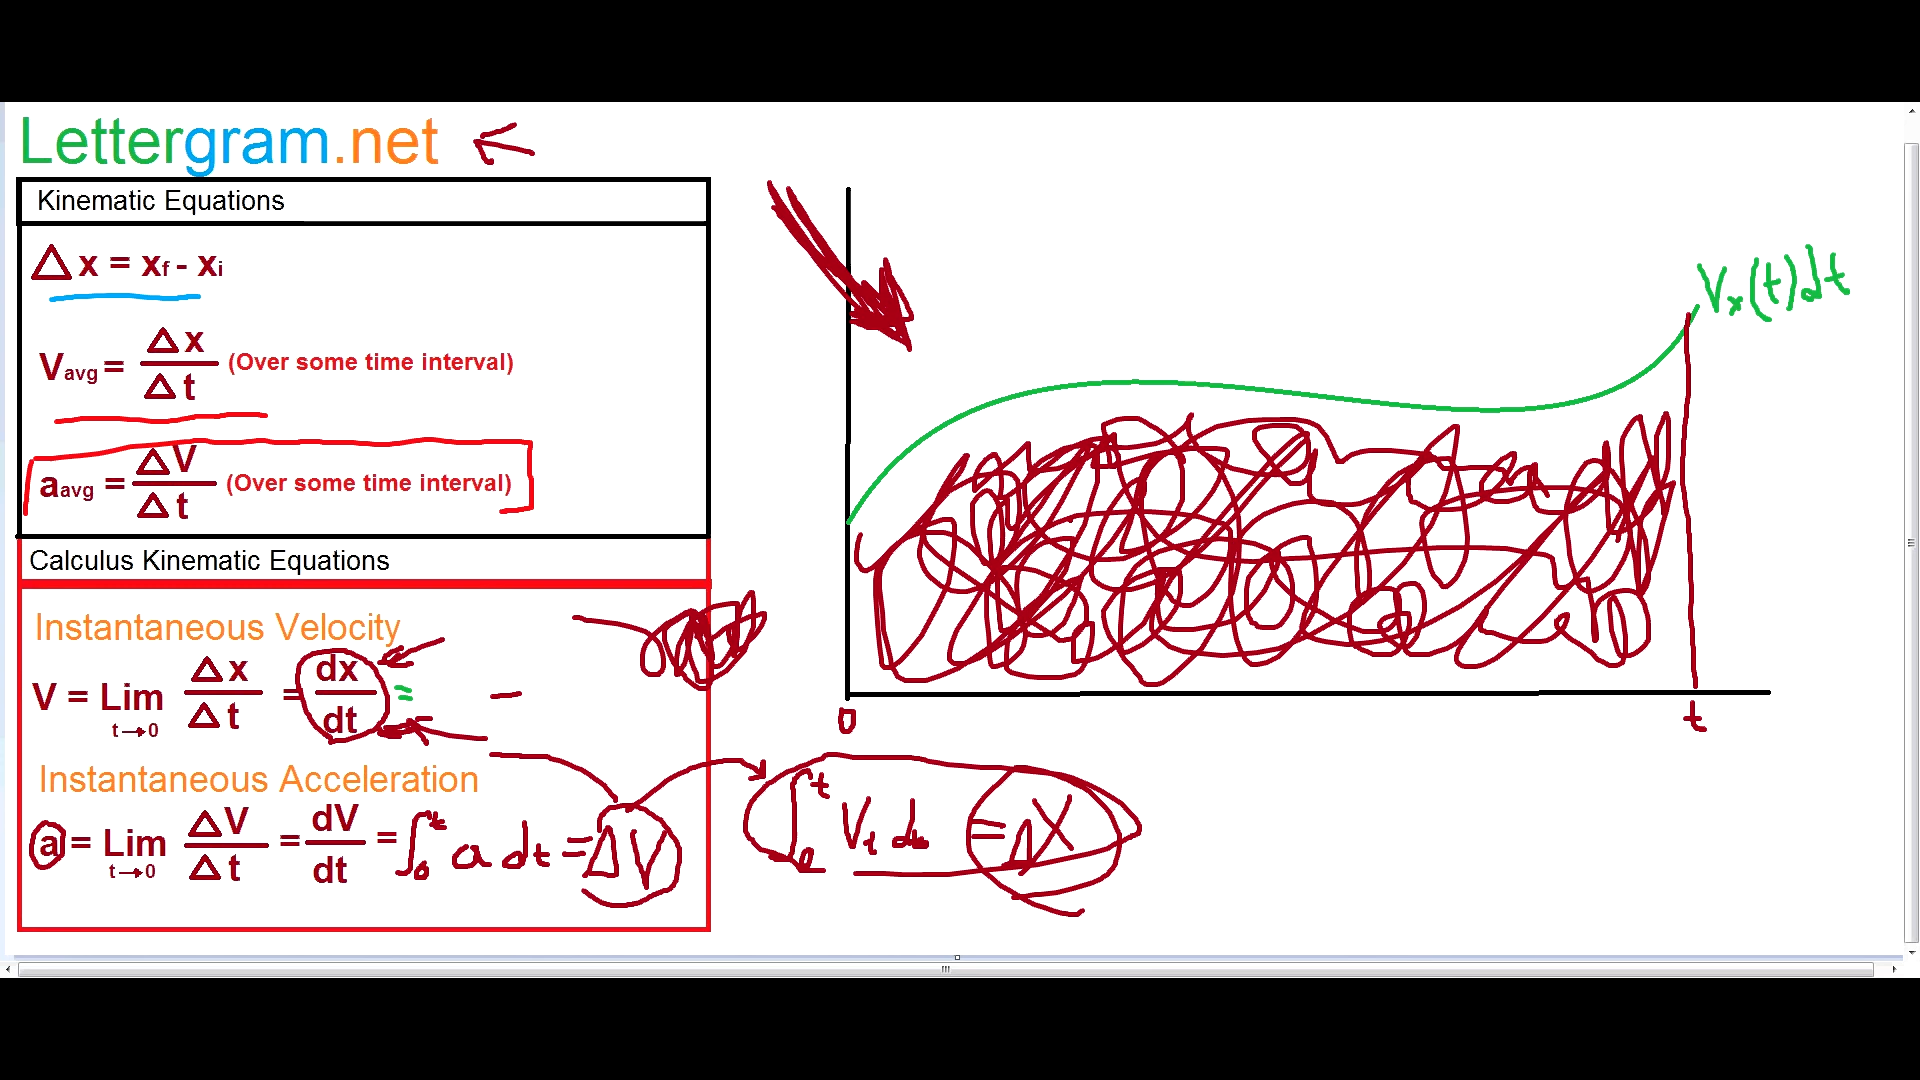 Lettergram.net
Kinematic Equations
Δx = xf - xi
Vavg = Δx / Δt (Over some time interval)
aavg = ΔV / Δt (Over some time interval)
Calculus Kinematic Equations
Instantaneous Velocity
V = Lim t→0 Δx / Δt = dx / dt =
Instantaneous Acceleration
a = Lim t→0 ΔV / Δt = dV / dt = ∫0t a dt = ΔV
Vx(t)dt
0 t
∫ t Vt dt = ΔX